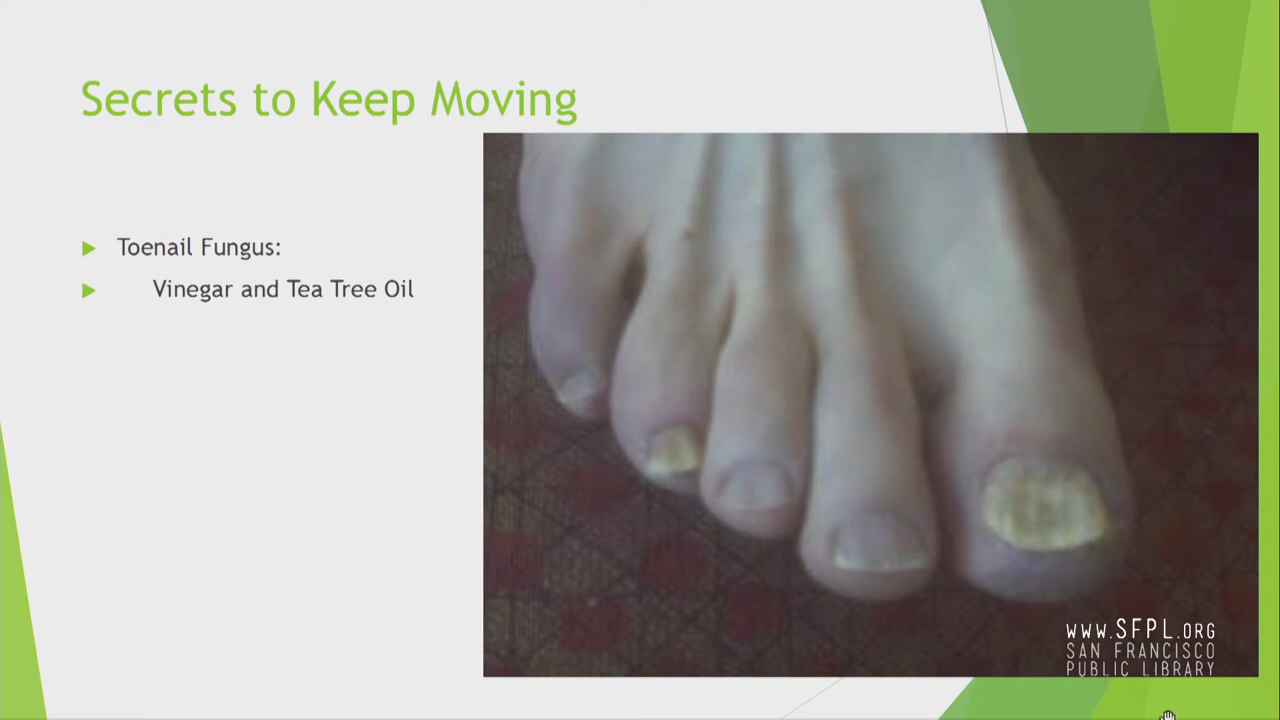 Secrets to Keep Moving
Toenail Fungus:
Vinegar and Tea Tree Oil
www.SFPL.ORG
SAN FRANCISCO
PUBLIC LIBRARY